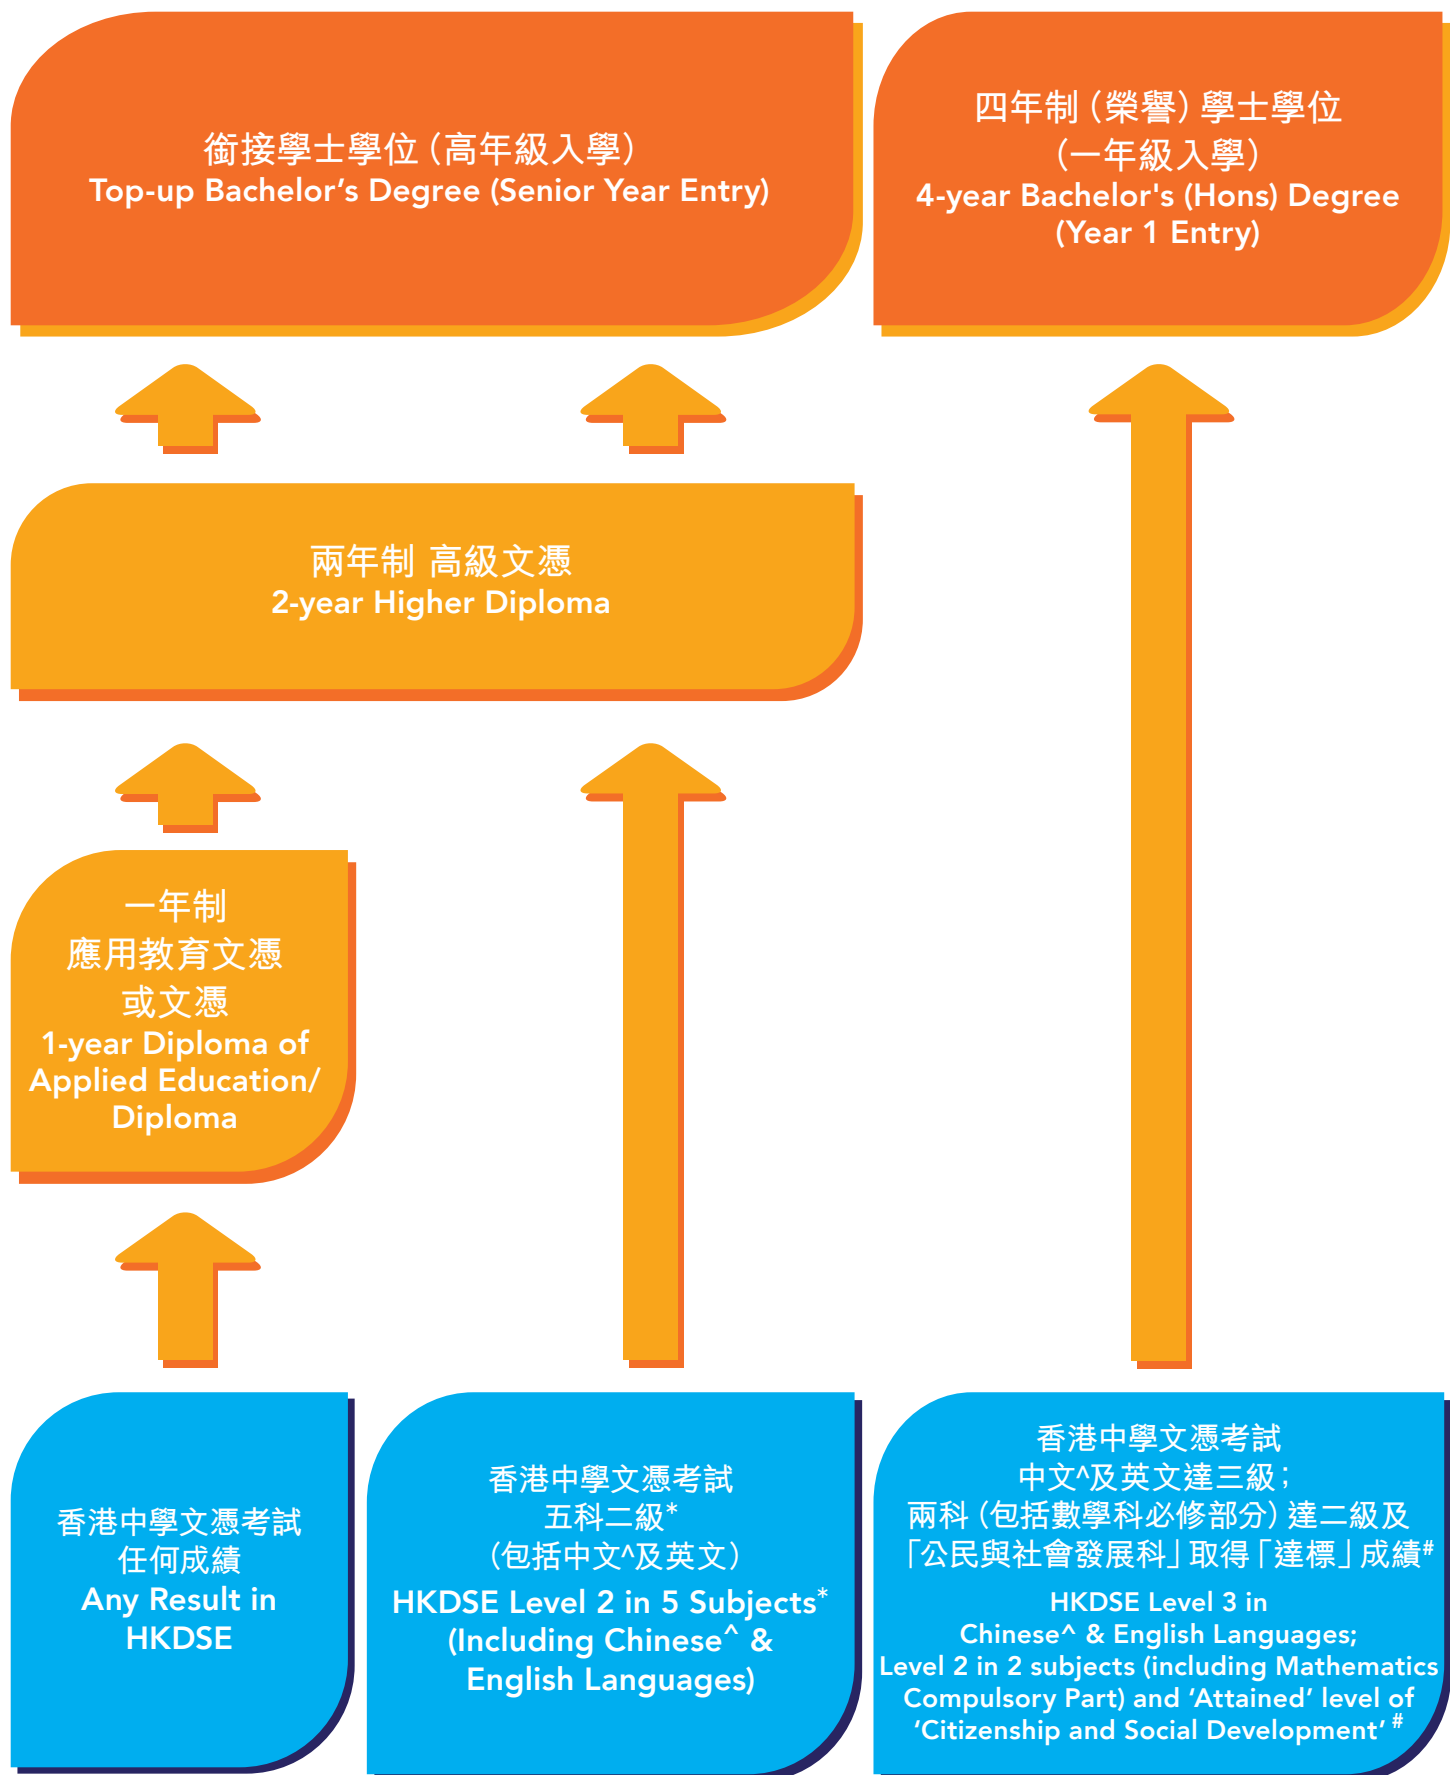 銜接學士學位（高年級入學）
Top-up Bachelor’s Degree (Senior Year Entry)
四年制（榮譽）學士學位
（一年級入學）
4-year Bachelor's (Hons) Degree
(Year 1 Entry)
兩年制 高級文憑
2-year Higher Diploma
一年制
應用教育文憑
或文憑
1-year Diploma of
Applied Education/
Diploma
香港中學文憑考試
任何成績
Any Result in
HKDSE
香港中學文憑考試
五科二級*
（包括中文^及英文）
HKDSE Level 2 in 5 Subjects*
(Including Chinese^ &
English Languages)
香港中學文憑考試
中文^及英文達三級；
兩科（包括數學科必修部分）達二級及
「公民與社會發展科」取得「達標」成績#
HKDSE Level 3 in
Chinese^ & English Languages;
Level 2 in 2 subjects (including Mathematics
Compulsory Part) and ‘Attained’ level of
‘Citizenship and Social Development’ #